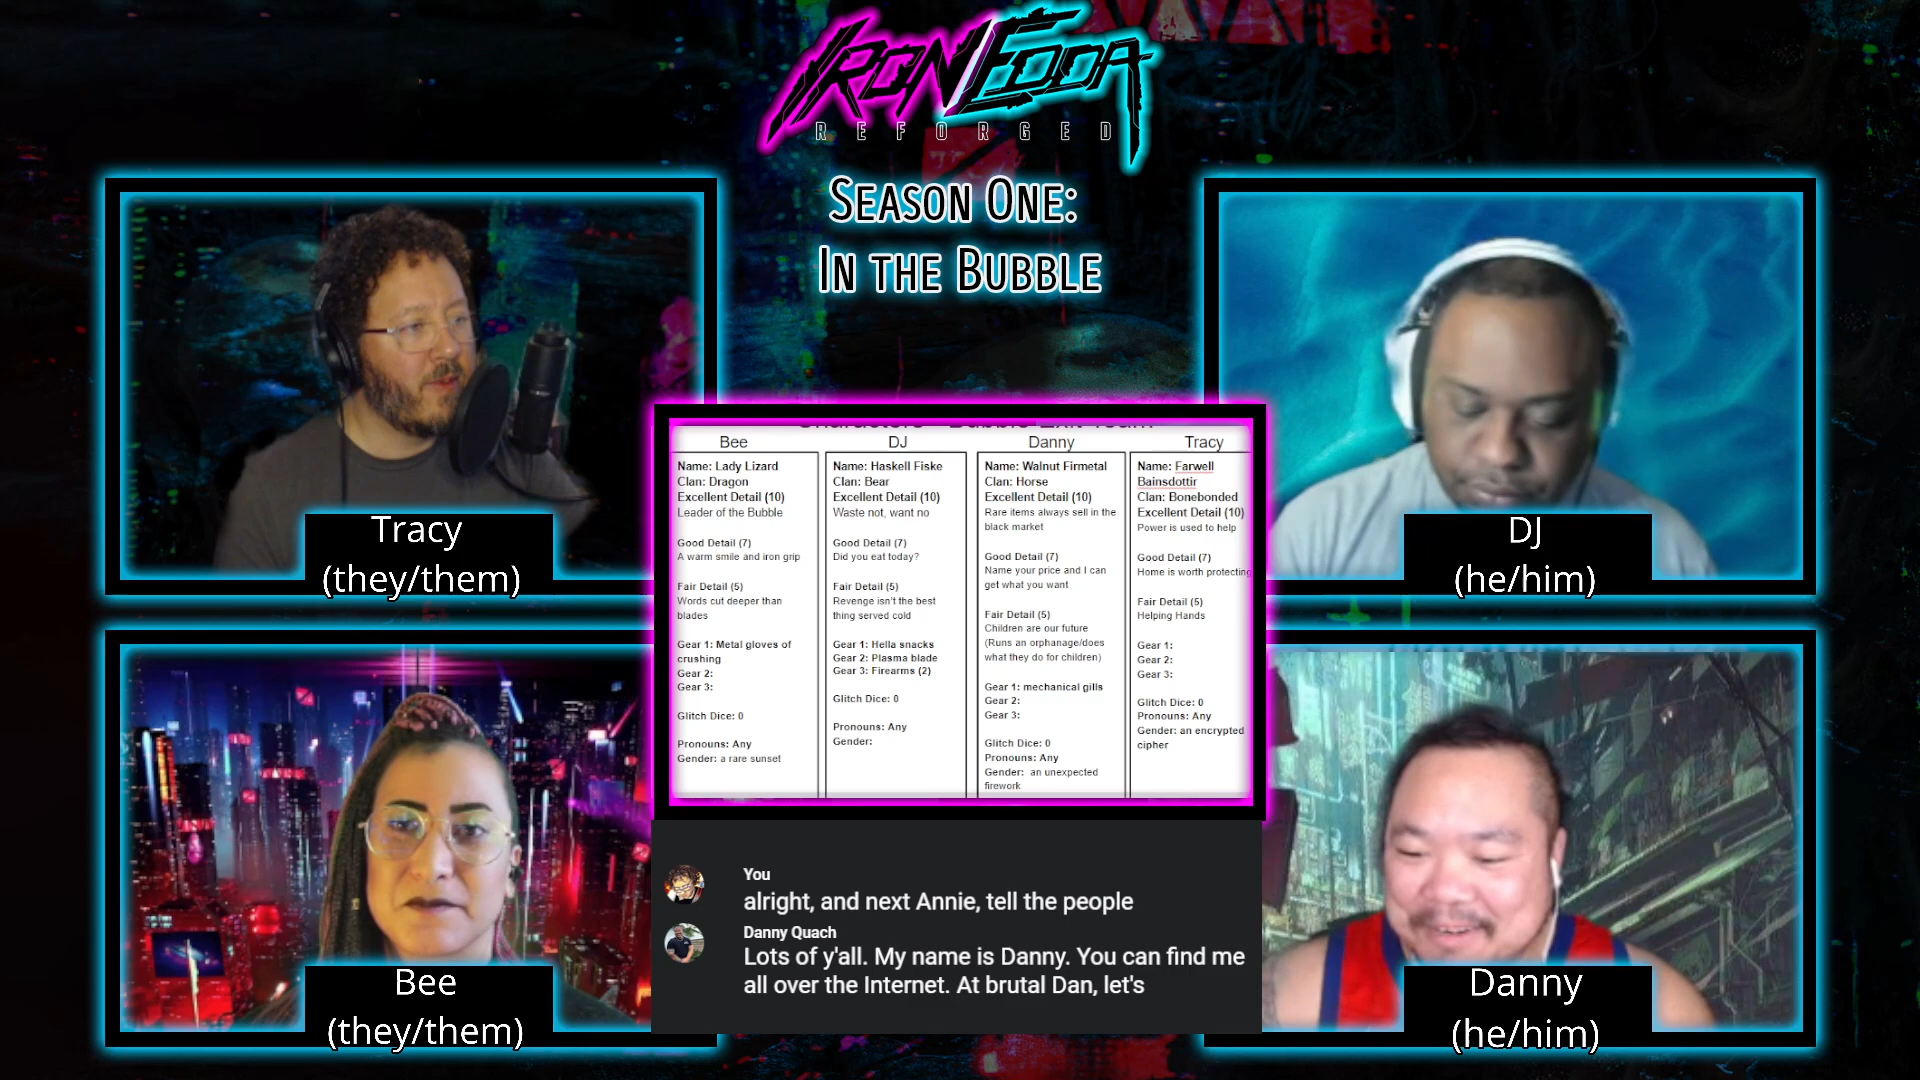 IRON EDDA
REFORGED
SEASON ONE:
IN THE BUBBLE
Tracy
(they/them)
DJ
(he/him)
Characters - Bubble Exit Team
Bee
Name: Lady Lizard
Clan: Dragon
Excellent Detail (10)
Leader of the Bubble
Good Detail (7)
A warm smile and iron grip
Fair Detail (5)
Words cut deeper than
blades
Gear 1: Metal gloves of
crushing
Gear 2:
Gear 3:
Glitch Dice: 0
Pronouns: Any
Gender: a rare sunset
DJ
Name: Haskell Fiske
Clan: Bear
Excellent Detail (10)
Waste not, want no
Good Detail (7)
Did you eat today?
Fair Detail (5)
Revenge isn't the best
thing served cold
Gear 1: Hella snacks
Gear 2: Plasma blade
Gear 3: Firearms (2)
Glitch Dice: 0
Pronouns: Any
Gender:
Danny
Name: Walnut Firmetal
Clan: Horse
Excellent Detail (10)
Rare items always sell in the
black market
Good Detail (7)
Name your price and I can
get what you want
Fair Detail (5)
Children are our future
(Runs an orphanage/does
what they do for children)
Gear 1: mechanical gills
Gear 2:
Gear 3:
Glitch Dice: 0
Pronouns: Any
Gender: an unexpected
firework
Tracy
Name: Farwell
Bainsdottir
Clan: Bonebonded
Excellent Detail (10)
Power is used to help
Good Detail (7)
Home is worth protecting
Fair Detail (5)
Helping Hands
Gear 1:
Gear 2:
Gear 3:
Glitch Dice: 0
Pronouns: Any
Gender: an encrypted
cipher
You
alright, and next Annie, tell the people
Danny Quach
Lots of y'all. My name is Danny. You can find me
all over the Internet. At brutal Dan, let's
Bee
(they/them)
Danny
(he/him)